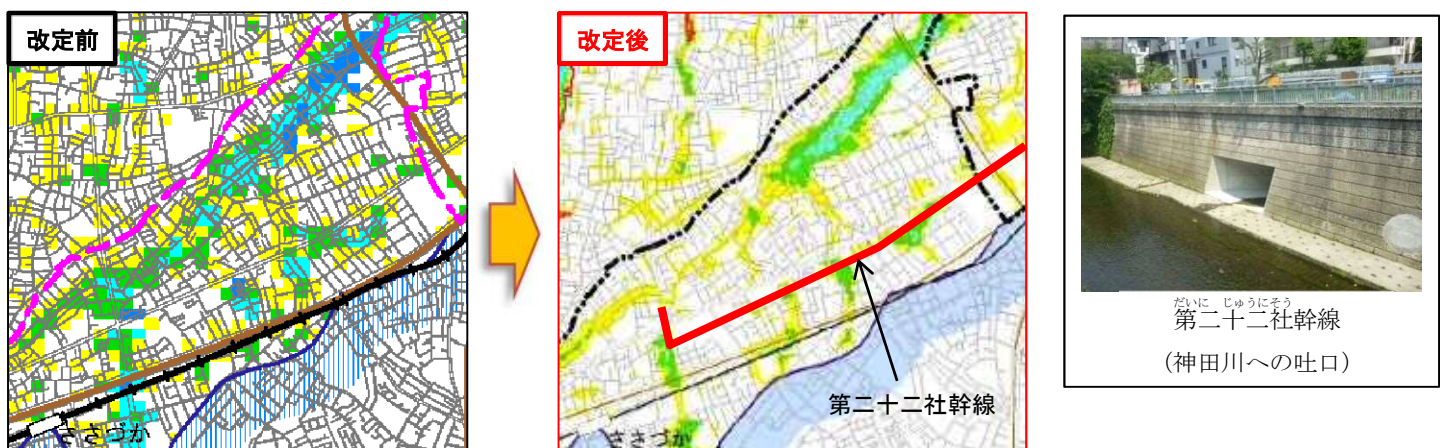 改定前
ささづか
改定後
第二十二社幹線
ささづか
だいに じゅうにそう
第二十二社幹線
(神田川への吐口)